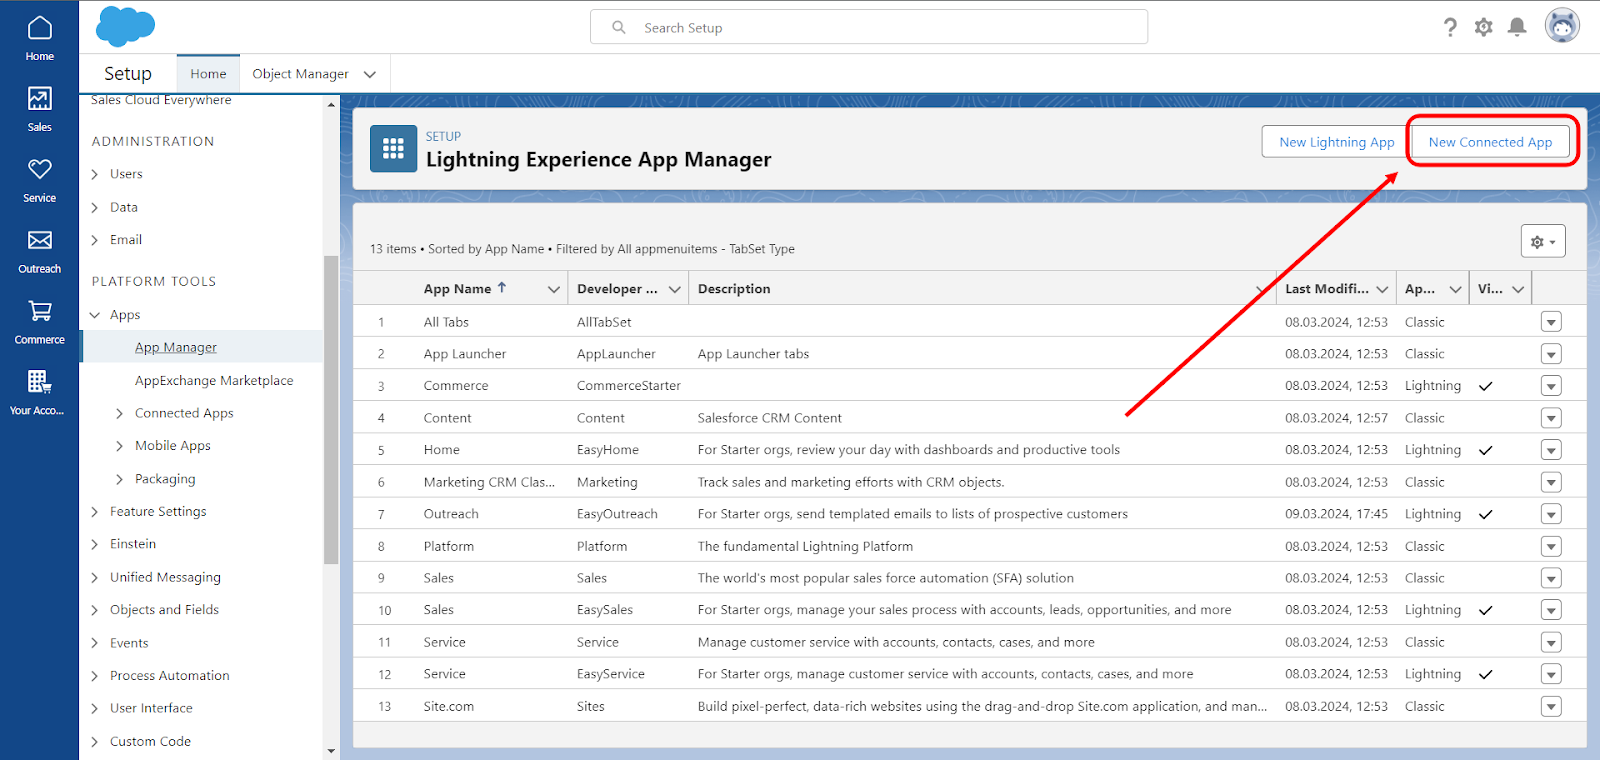 Home
Sales
Service
Outreach
Commerce
Your Acco...
Search Setup
Setup
Home
Object Manager
Sales Cloud Everywhere
ADMINISTRATION
Users
Data
Email
PLATFORM TOOLS
Apps
App Manager
AppExchange Marketplace
Connected Apps
Mobile Apps
Packaging
Feature Settings
Einstein
Unified Messaging
Objects and Fields
Events
Process Automation
User Interface
Custom Code
SETUP
Lightning Experience App Manager
New Lightning App
New Connected App
13 items • Sorted by App Name • Filtered by All appmenuitems - TabSet Type
App Name Developer ... Description Last Modifi... Ap... Vi...
1 All Tabs AllTabSet 08.03.2024, 12:53 Classic
2 App Launcher AppLauncher App Launcher tabs 08.03.2024, 12:53 Classic
3 Commerce CommerceStarter 08.03.2024, 12:53 Lightning
4 Content Content Salesforce CRM Content 08.03.2024, 12:57 Classic
5 Home EasyHome For Starter orgs, review your day with dashboards and productive tools 08.03.2024, 12:53 Lightning
6 Marketing CRM Clas... Marketing Track sales and marketing efforts with CRM objects. 08.03.2024, 12:53 Classic
7 Outreach EasyOutreach For Starter orgs, send templated emails to lists of prospective customers 09.03.2024, 17:45 Lightning
8 Platform Platform The fundamental Lightning Platform 08.03.2024, 12:53 Classic
9 Sales Sales The world's most popular sales force automation (SFA) solution 08.03.2024, 12:53 Classic
10 Sales EasySales For Starter orgs, manage your sales process with accounts, leads, opportunities, and more 08.03.2024, 12:53 Lightning
11 Service Service Manage customer service with accounts, contacts, cases, and more 08.03.2024, 12:53 Classic
12 Service EasyService For Starter orgs, manage customer service with accounts, contacts, cases, and more 08.03.2024, 12:53 Lightning
13 Site.com Sites Build pixel-perfect, data-rich websites using the drag-and-drop Site.com application, and man... 08.03.2024, 12:53 Classic